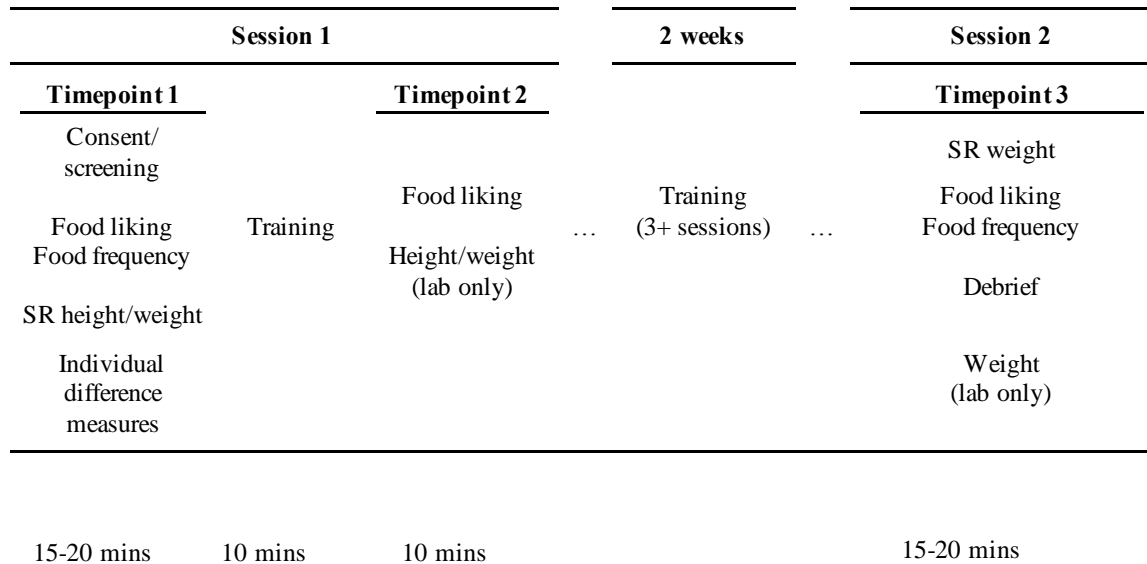 Session 1 2 weeks Session 2
Timepoint 1 Timepoint 2 Timepoint 3
Consent/
screening
SR weight
Food liking
Food frequency
Training
Food liking
…
Training
(3+ sessions)
…
Food liking
Food frequency
Height/weight
(lab only)
Debrief
SR height/weight
Individual
difference
measures
Weight
(lab only)
15-20 mins 10 mins 10 mins 15-20 mins